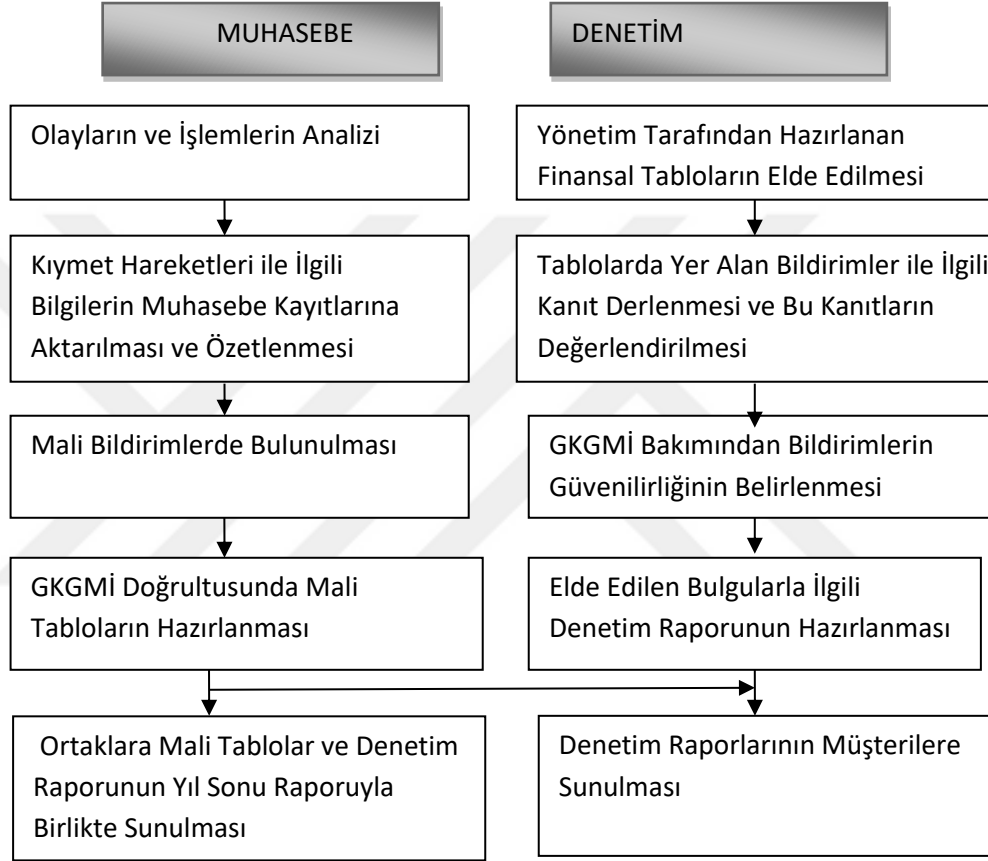 MUHASEBE
DENETİM
Olayların ve İşlemlerin Analizi
Yönetim Tarafından Hazırlanan
Finansal Tabloların Elde Edilmesi
Kıymet Hareketleri ile İlgili
Bilgilerin Muhasebe Kayıtlarına
Aktarılması ve Özetlenmesi
Tablolarda Yer Alan Bildirimler ile İlgili
Kanıt Derlenmesi ve Bu Kanıtların
Değerlendirilmesi
Mali Bildirimlerde Bulunulması
GKGMİ Bakımından Bildirimlerin
Güvenilirliğinin Belirlenmesi
GKGMİ Doğrultusunda Mali
Tabloların Hazırlanması
Elde Edilen Bulgularla İlgili
Denetim Raporunun Hazırlanması
Ortaklara Mali Tablolar ve Denetim
Raporunun Yıl Sonu Raporuyla
Birlikte Sunulması
Denetim Raporlarının Müşterilere
Sunulması